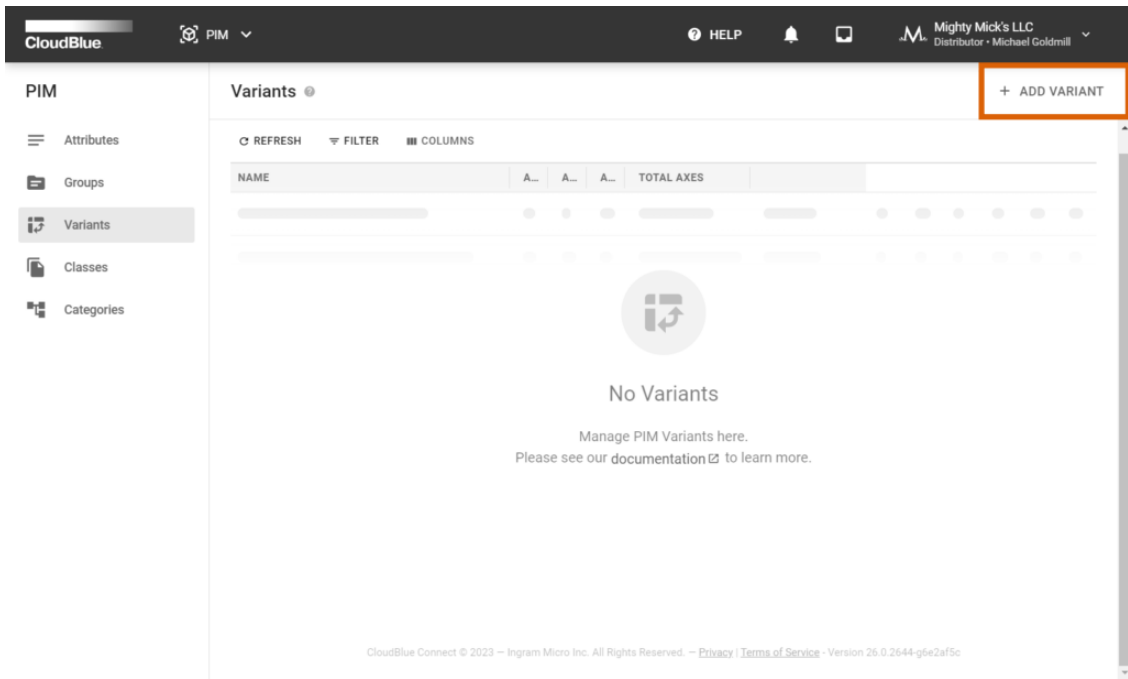 CloudBlue. PIM HELP Mighty Mick's LLC
Distributor • Michael Goldmill
PIM
Variants
+ ADD VARIANT
Attributes
Groups
Variants
Classes
Categories
REFRESH FILTER COLUMNS
NAME A... A... A... TOTAL AXES
No Variants
Manage PIM Variants here.
Please see our documentation to learn more.
CloudBlue Connect © 2023 — Ingram Micro Inc. All Rights Reserved. — Privacy | Terms of Service - Version 26.0.2644-g6e2af5c